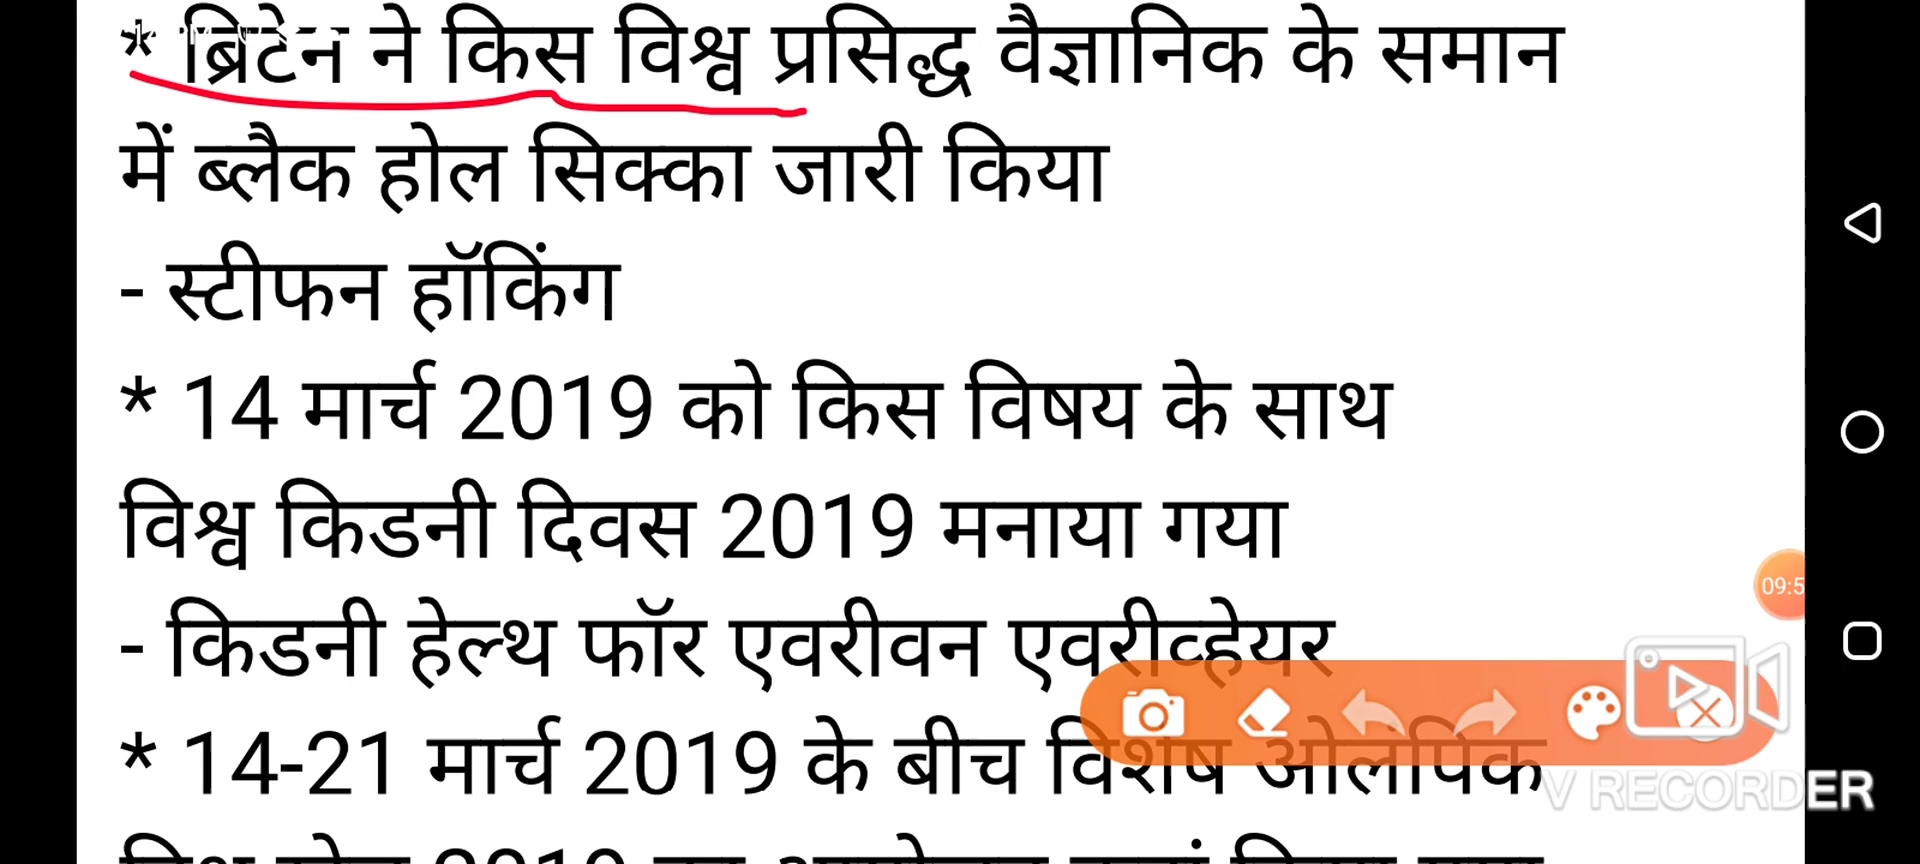 * ब्रिटेन ने किस विश्व प्रसिद्ध वैज्ञानिक के समान
में ब्लैक होल सिक्का जारी किया
- स्टीफन हॉकिंग
* 14 मार्च 2019 को किस विषय के साथ
विश्व किडनी दिवस 2019 मनाया गया
- किडनी हेल्थ फॉर एवरीवन एवरीव्हेयर
* 14-21 मार्च 2019 के बीच विशेष ओलंपिक
09:5
V RECORDER